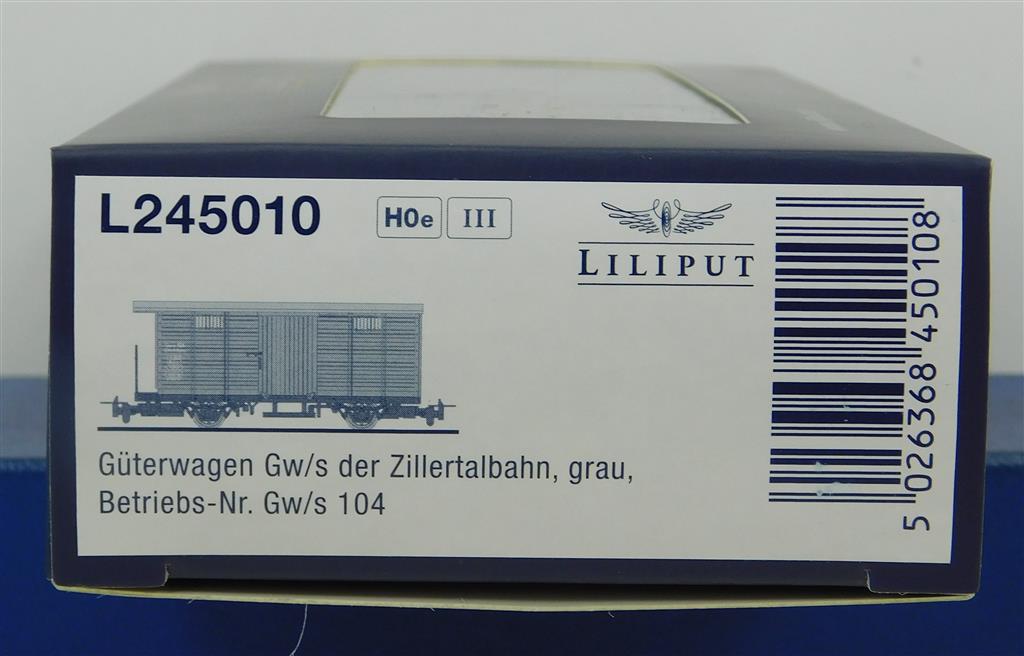 L245010
H0e
III
LILIPUT
Güterwagen Gw/s der Zillertalbahn, grau,
Betriebs-Nr. Gw/s 104
5 026368 450108